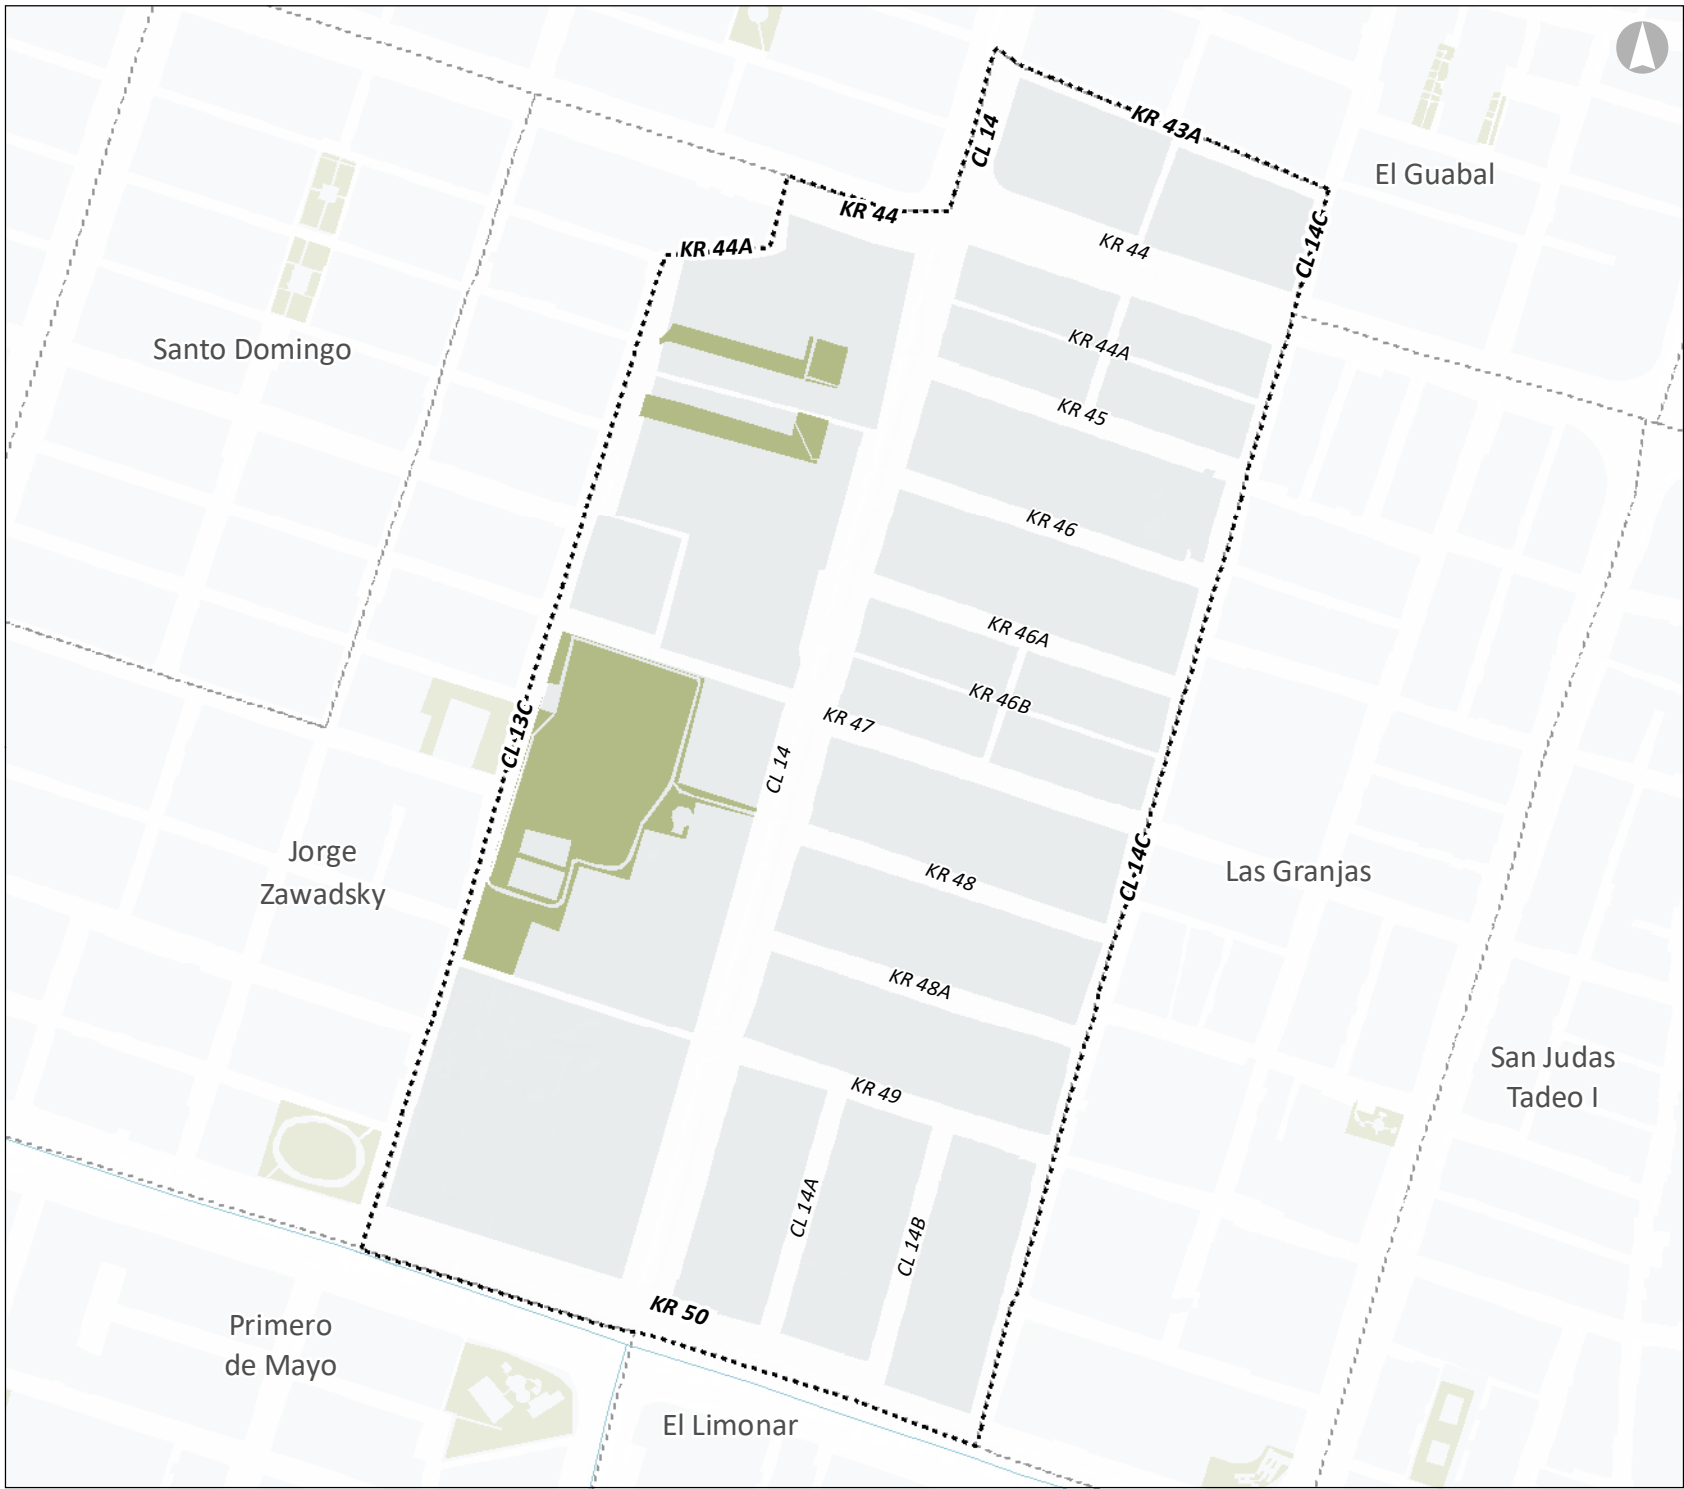 KR 43A
CL 14
El Guabal
KR 44
KR 44A
KR 44
CL 14C
Santo Domingo
KR 44A
KR 45
KR 46
KR 46A
KR 46B
KR 47
CL 13C
CL 14
Jorge
Zawadsky
KR 48
CL 14C
Las Granjas
KR 48A
San Judas
Tadeo I
KR 49
CL 14A
CL 14B
KR 50
Primero
de Mayo
El Limonar